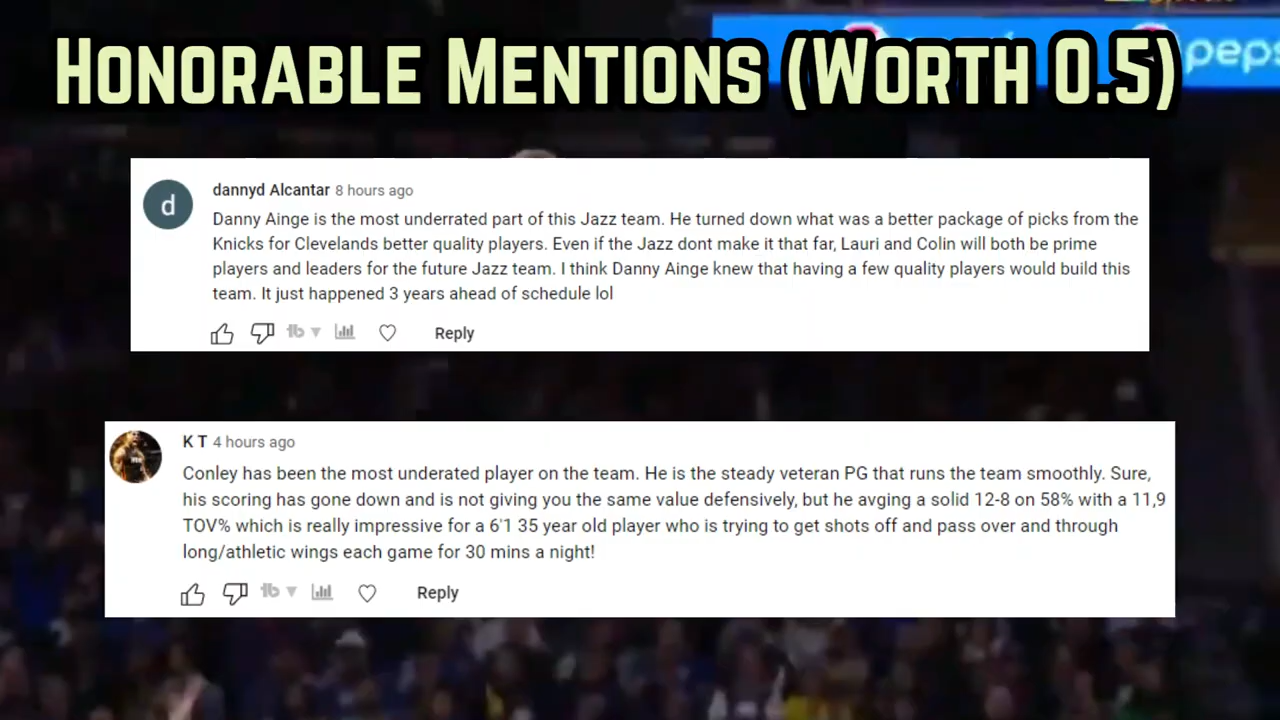 HONORABLE MENTIONS (WORTH 0.5)
peps
d
dannyd Alcantar 8 hours ago
Danny Ainge is the most underrated part of this Jazz team. He turned down what was a better package of picks from the
Knicks for Clevelands better quality players. Even if the Jazz dont make it that far, Lauri and Colin will both be prime
players and leaders for the future Jazz team. I think Danny Ainge knew that having a few quality players would build this
team. It just happened 3 years ahead of schedule lol
Reply
K T 4 hours ago
Conley has been the most underated player on the team. He is the steady veteran PG that runs the team smoothly. Sure,
his scoring has gone down and is not giving you the same value defensively, but he avging a solid 12-8 on 58% with a 11,9
TOV% which is really impressive for a 6'1 35 year old player who is trying to get shots off and pass over and through
long/athletic wings each game for 30 mins a night!
Reply